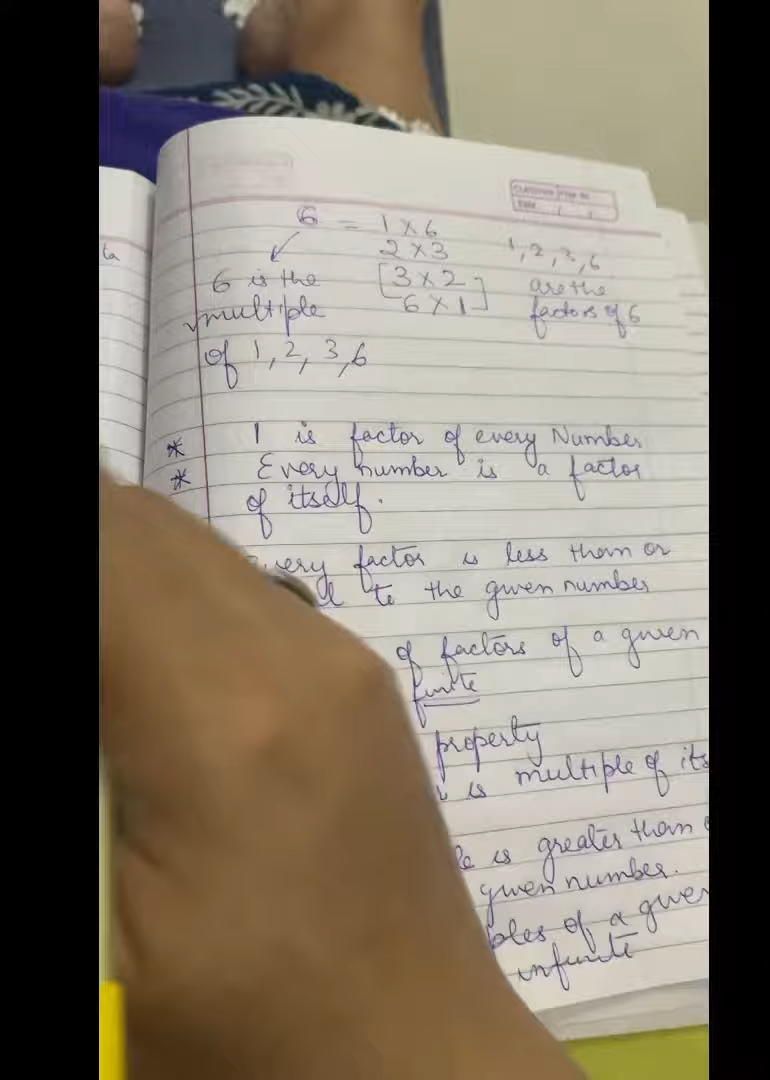 6 = 1 × 6
2 × 3 1, 2, 3, 6
6 is the [3 × 2 are the
multiple 6 × 1] factors of 6
of 1, 2, 3, 6
* 1 is factor of every Number
* Every number is a factor
of itself.
factor is less than or
to the given number
of factors of a given
finite
property
is multiple of its
is greater than
given number.
of a given
infinite